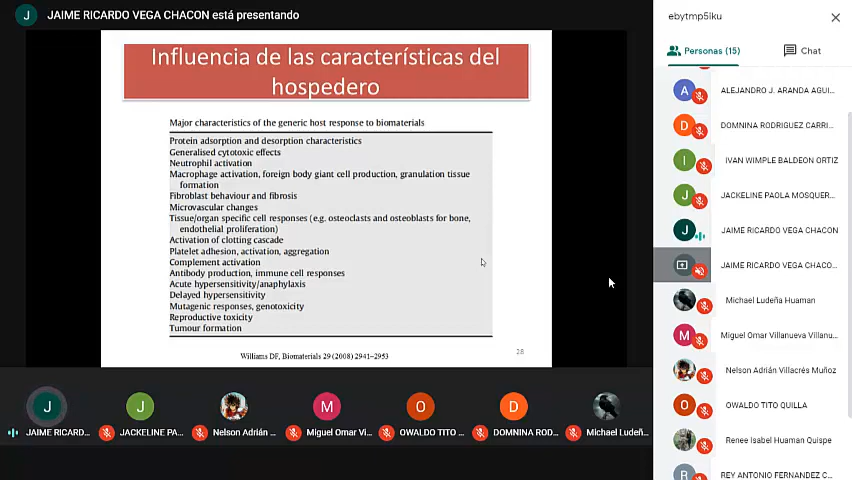 J JAIME RICARDO VEGA CHACON está presentando
Influencia de las características del
hospedero
Major characteristics of the generic host response to biomaterials
Protein adsorption and desorption characteristics
Generalised cytotoxic effects
Neutrophil activation
Macrophage activation, foreign body giant cell production, granulation tissue
formation
Fibroblast behaviour and fibrosis
Microvascular changes
Tissue/organ specific cell responses (e.g. osteoclasts and osteoblasts for bone,
endothelial proliferation)
Activation of clotting cascade
Platelet adhesion, activation, aggregation
Complement activation
Antibody production, immune cell responses
Acute hypersensitivity/anaphylaxis
Delayed hypersensitivity
Mutagenic responses, genotoxicity
Reproductive toxicity
Tumour formation
Williams DF, Biomaterials 29 (2008) 2941–2953
28
J
J
M
O
D
JAIME RICARD...
JACKELINE PA...
Nelson Adrián ...
Miguel Omar Vi...
OWALDO TITO ...
DOMNINA ROD...
Michael Ludeñ...
ebytmp5iku
Personas (15)
Chat
A ALEJANDRO J. ARANDA AGUI...
D DOMNINA RODRIGUEZ CARRI...
I IVAN WIMPLE BALDEON ORTIZ
J JACKELINE PAOLA MOSQUER...
J JAIME RICARDO VEGA CHACON
JAIME RICARDO VEGA CHACO...
Michael Ludeña Huaman
M Miguel Omar Villanueva Villanu...
Nelson Adrián Villacrés Muñoz
O OWALDO TITO QUILLA
Renee Isabel Huaman Quispe
R REY ANTONIO FERNANDEZ C...